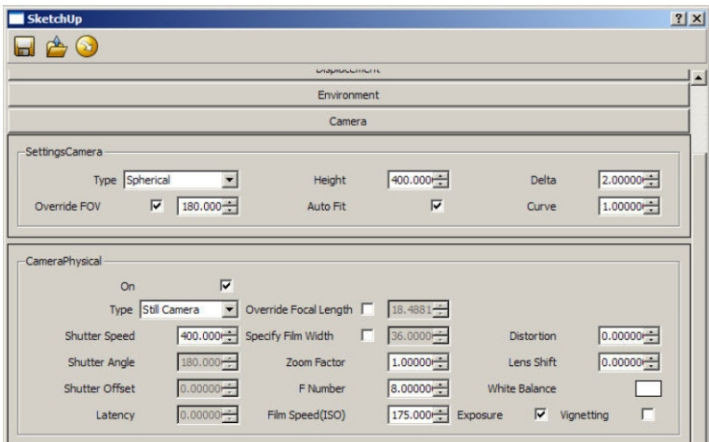 SketchUp
Displacement
Environment
Camera
SettingsCamera
Type Spherical Height 400.000 Delta 2.00000
Override FOV 180.000 Auto Fit Curve 1.00000
CameraPhysical
On
Type Still Camera Override Focal Length 18.4881
Shutter Speed 400.000 Specify Film Width 36.0000 Distortion 0.00000
Shutter Angle 180.000 Zoom Factor 1.00000 Lens Shift 0.00000
Shutter Offset 0.00000 F Number 8.00000 White Balance
Latency 0.00000 Film Speed(ISO) 175.000 Exposure Vignetting